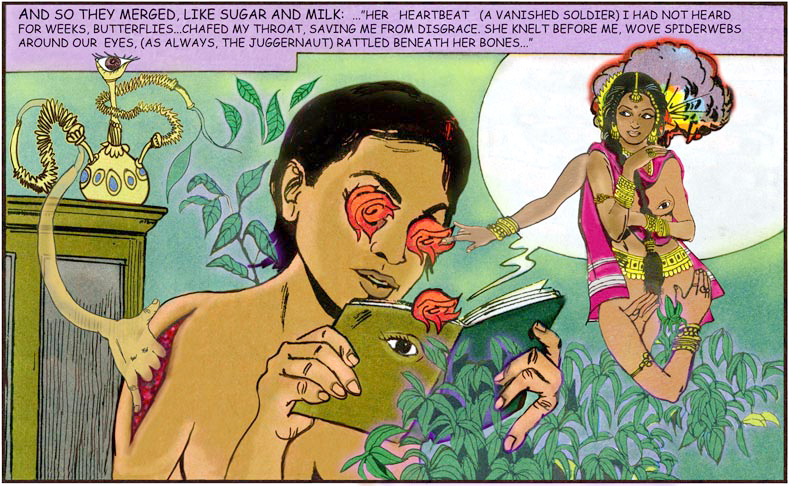 AND SO THEY MERGED, LIKE SUGAR AND MILK: ..."HER HEARTBEAT (A VANISHED SOLDIER) I HAD NOT HEARD
FOR WEEKS, BUTTERFLIES...CHAFED MY THROAT, SAVING ME FROM DISGRACE. SHE KNELT BEFORE ME, WOVE SPIDERWEBS
AROUND OUR EYES, (AS ALWAYS, THE JUGGERNAUT) RATTLED BENEATH HER BONES..."